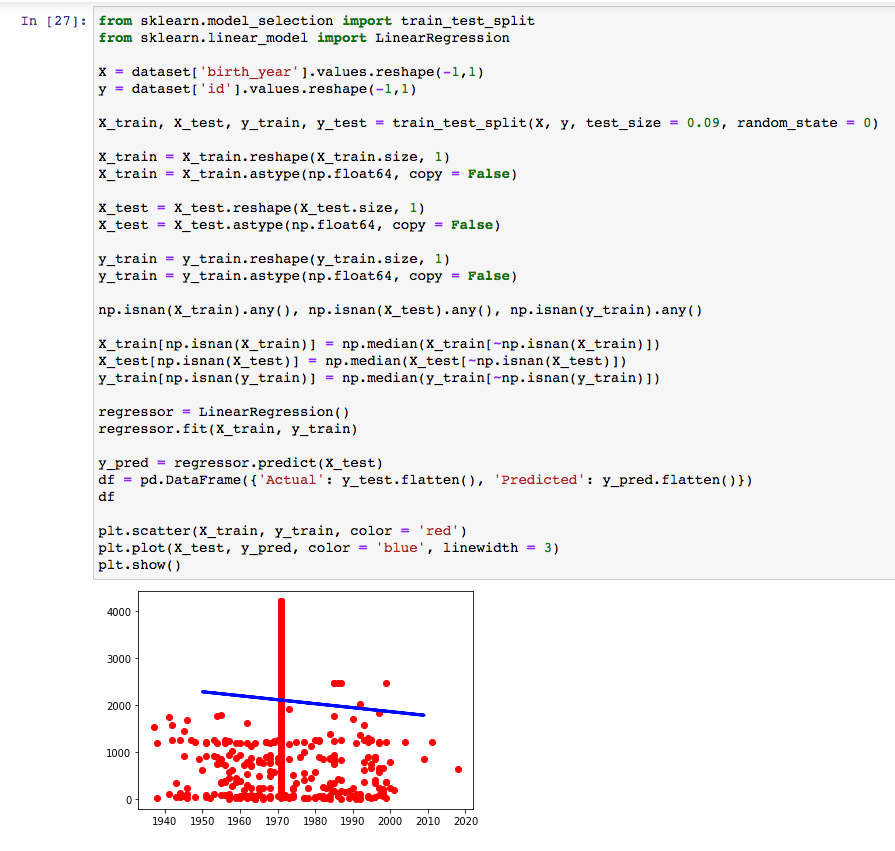 In [27]: from sklearn.model_selection import train_test_split
from sklearn.linear_model import LinearRegression
X = dataset['birth_year'].values.reshape(-1,1)
y = dataset['id'].values.reshape(-1,1)
X_train, X_test, y_train, y_test = train_test_split(X, y, test_size = 0.09, random_state = 0)
X_train = X_train.reshape(X_train.size, 1)
X_train = X_train.astype(np.float64, copy = False)
X_test = X_test.reshape(X_test.size, 1)
X_test = X_test.astype(np.float64, copy = False)
y_train = y_train.reshape(y_train.size, 1)
y_train = y_train.astype(np.float64, copy = False)
np.isnan(X_train).any(), np.isnan(X_test).any(), np.isnan(y_train).any()
X_train[np.isnan(X_train)] = np.median(X_train[~np.isnan(X_train)])
X_test[np.isnan(X_test)] = np.median(X_test[~np.isnan(X_test)])
y_train[np.isnan(y_train)] = np.median(y_train[~np.isnan(y_train)])
regressor = LinearRegression()
regressor.fit(X_train, y_train)
y_pred = regressor.predict(X_test)
df = pd.DataFrame({'Actual': y_test.flatten(), 'Predicted': y_pred.flatten()})
df
plt.scatter(X_train, y_train, color = 'red')
plt.plot(X_test, y_pred, color = 'blue', linewidth = 3)
plt.show()
4000
3000
2000
1000
0
1940 1950 1960 1970 1980 1990 2000 2010 2020